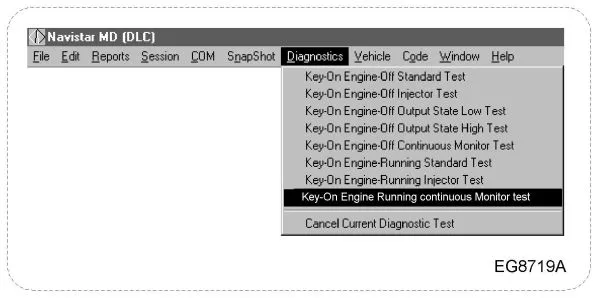 Navistar MD (DLC)
File Edit Reports Session COM SnapShot Diagnostics Vehicle Code Window Help
Key-On Engine-Off Standard Test
Key-On Engine-Off Injector Test
Key-On Engine-Off Output State Low Test
Key-On Engine-Off Output State High Test
Key-On Engine-Off Continuous Monitor Test
Key-On Engine-Running Standard Test
Key-On Engine-Running Injector Test
Key-On Engine Running continuous Monitor test
Cancel Current Diagnostic Test
EG8719A